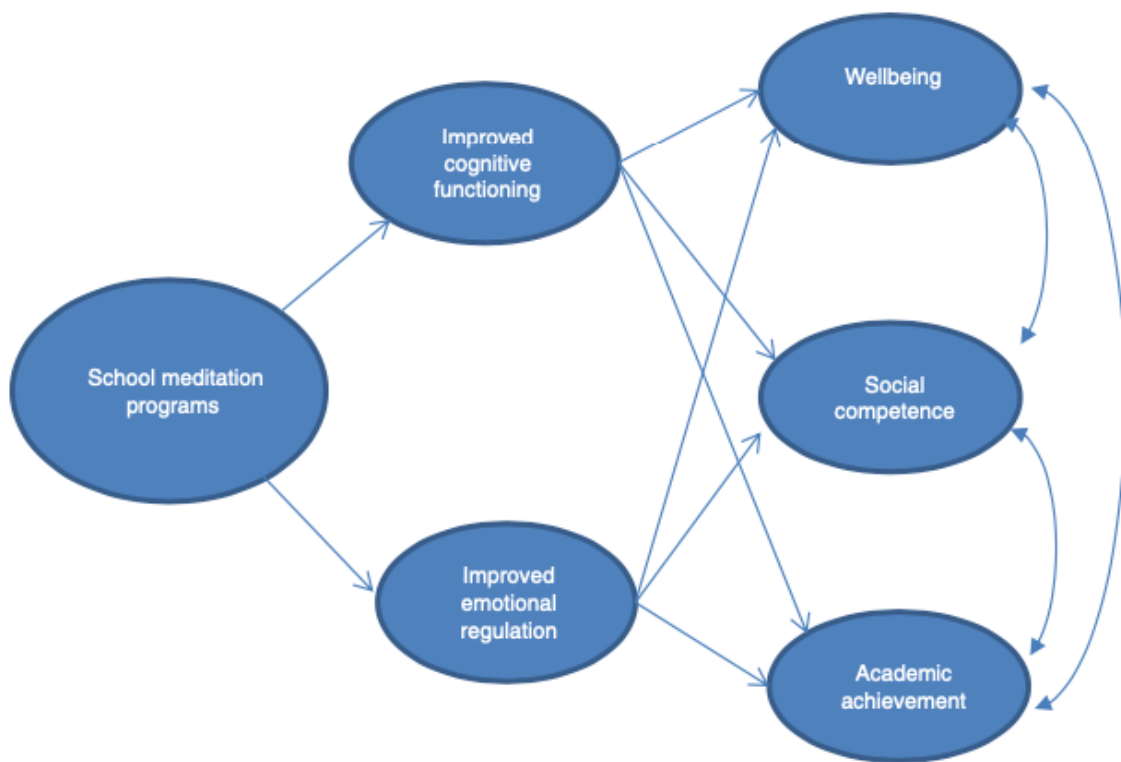 Wellbeing
Improved
cognitive
functioning
School meditation
programs
Social
competence
Improved
emotional
regulation
Academic
achievement